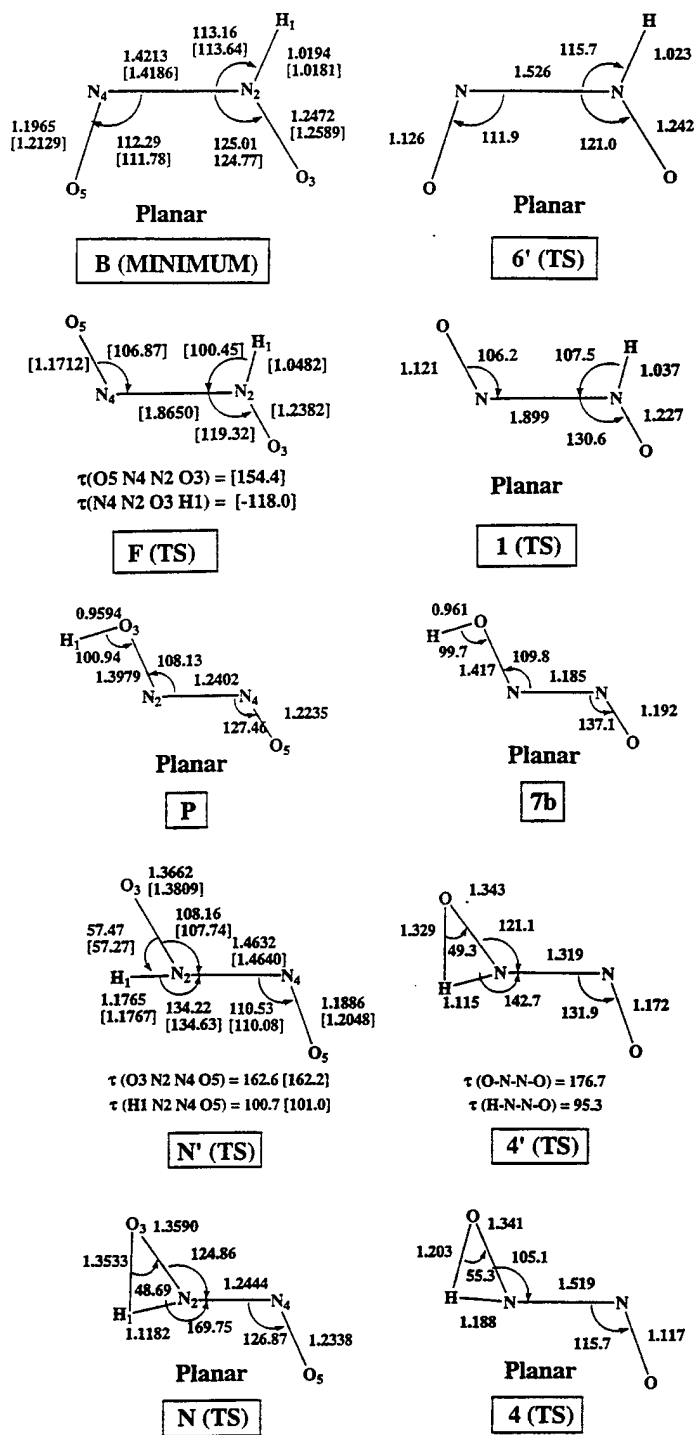 H₁
113.16
[113.64]
1.4213
[1.4186]
1.0194
[1.0181]
N₄
N₂
1.1965
[1.2129]
112.29
[111.78]
125.01
124.77]
1.2472
[1.2589]
O₅
O₃
Planar
B (MINIMUM)
H
115.7
1.023
1.526
N
N
1.126
111.9
121.0
1.242
O
O
Planar
6' (TS)
O₅
[106.87]
[100.45]
H₁
[1.1712]
[1.0482]
N₄
N₂
[1.8650]
[1.2382]
[119.32]
O₃
τ(O5 N4 N2 O3) = [154.4]
τ(N4 N2 O3 H1) = [-118.0]
F (TS)
O
106.2
107.5
H
1.121
1.037
N
N
1.899
1.227
130.6
O
Planar
1 (TS)
0.9594
O₃
H₁
100.94
108.13
1.3979
1.2402
N₂
N₄
1.2235
127.46
O₅
Planar
P
0.961
O
H
99.7
109.8
1.417
1.185
N
N
1.192
137.1
O
Planar
7b
1.3662
[1.3809]
O₃
108.16
[107.74]
57.47
[57.27]
1.4632
[1.4640]
H₁
N₂
N₄
1.1765
[1.1767]
134.22
[134.63]
110.53
[110.08]
1.1886
[1.2048]
O₅
τ (O3 N2 N4 O5) = 162.6 [162.2]
τ (H1 N2 N4 O5) = 100.7 [101.0]
N' (TS)
O
1.343
1.329
121.1
49.3
1.319
N
N
H
1.115
142.7
131.9
1.172
O
τ (O-N-N-O) = 176.7
τ (H-N-N-O) = 95.3
4' (TS)
O₃
1.3590
1.3533
124.86
48.69
1.2444
N₂
N₄
H₁
1.1182
169.75
126.87
1.2338
O₅
Planar
N (TS)
O
1.341
1.203
105.1
55.3
1.519
H
N
N
1.188
115.7
1.117
O
Planar
4 (TS)